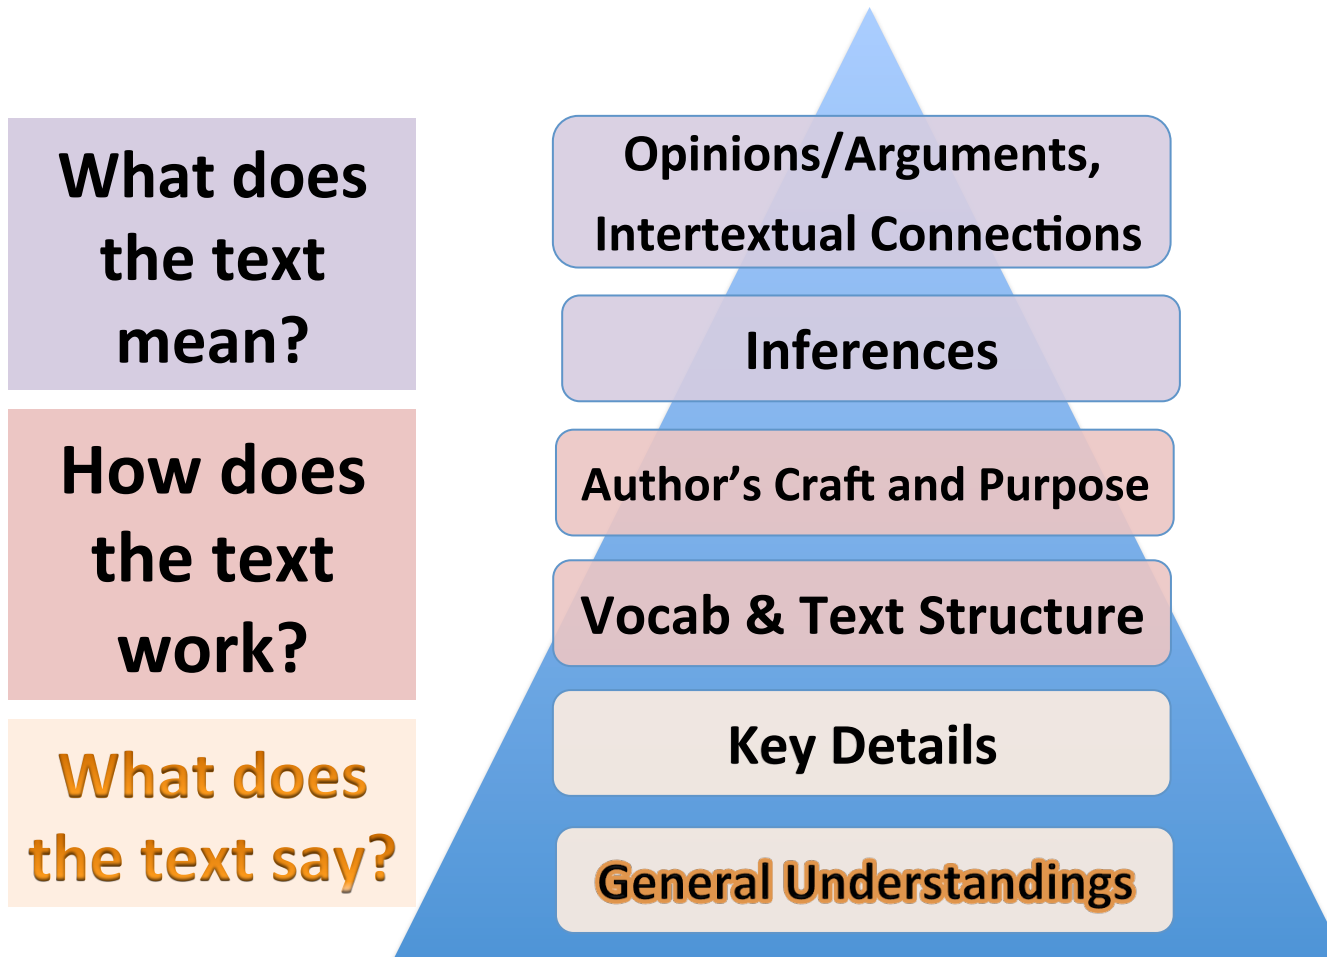 What does
the text
mean?
How does
the text
work?
What does
the text say?
Opinions/Arguments,
Intertextual Connections
Inferences
Author’s Craft and Purpose
Vocab & Text Structure
Key Details
General Understandings